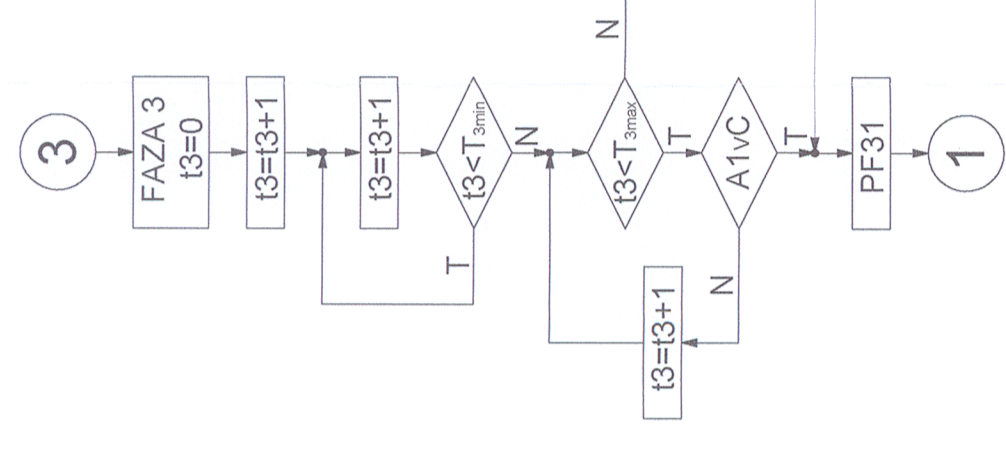 3
FAZA 3
t3=0
t3=t3+1
t3=t3+1
t3<T3min
T
N
t3<T3max
N
T
A1vC
N
T
t3=t3+1
PF31
1